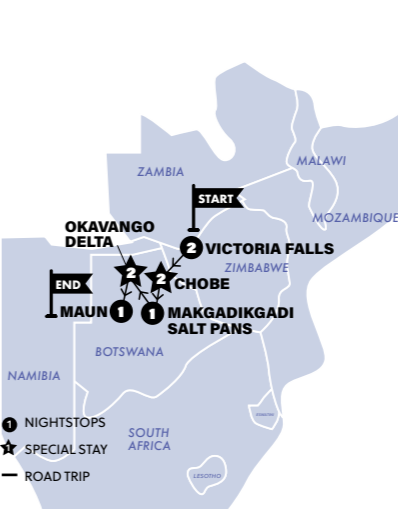 MALAWI
ZAMBIA
START
MOZAMBIQUE
OKAVANGO
DELTA
2 VICTORIA FALLS
ZIMBABWE
2
2 CHOBE
END
MAUN 1
1 MAKGADIKGADI
SALT PANS
BOTSWANA
NAMIBIA
1 NIGHTSTOPS
SOUTH
AFRICA
1 SPECIAL STAY
ROAD TRIP
LESOTHO